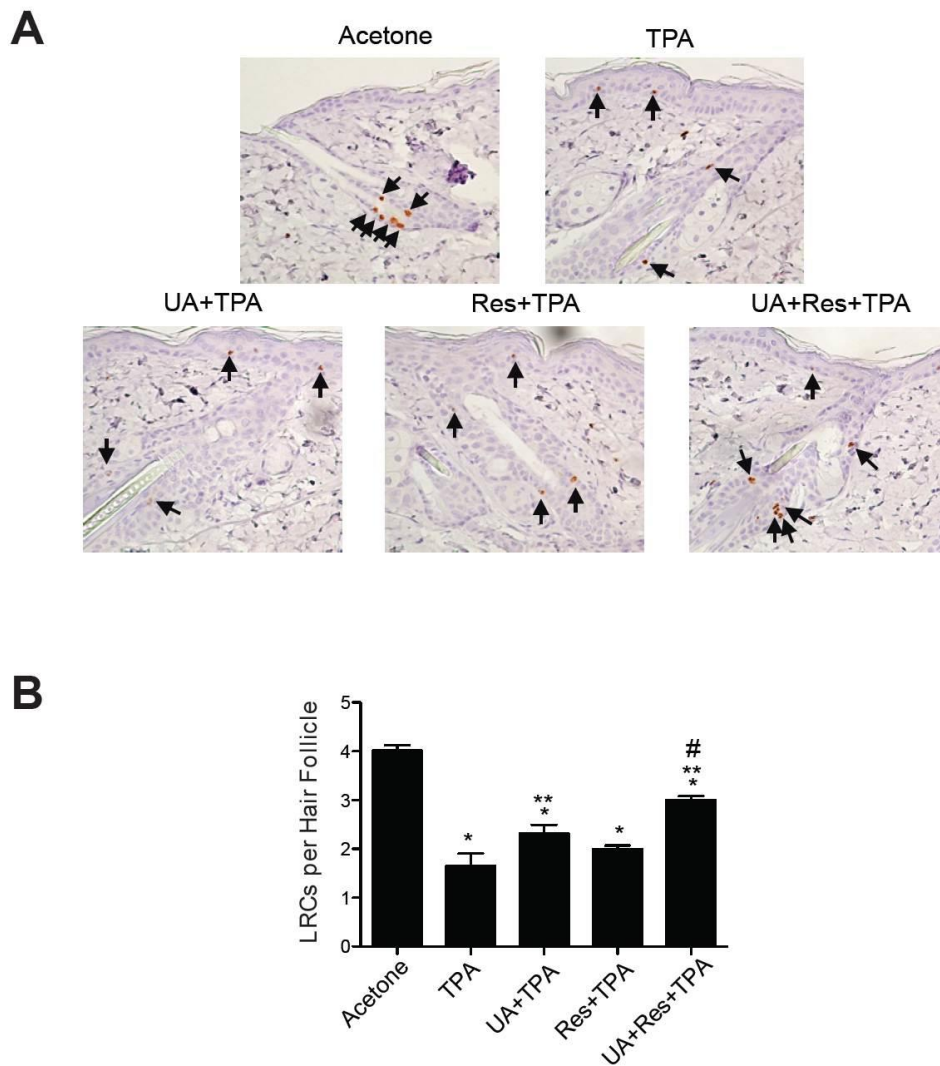 A
Acetone
TPA
UA+TPA
Res+TPA
UA+Res+TPA
B
LRCs per Hair Follicle
5
4
3
2
1
0
*
**
*
*
#
**
*
Acetone
TPA
UA+TPA
Res+TPA
UA+Res+TPA